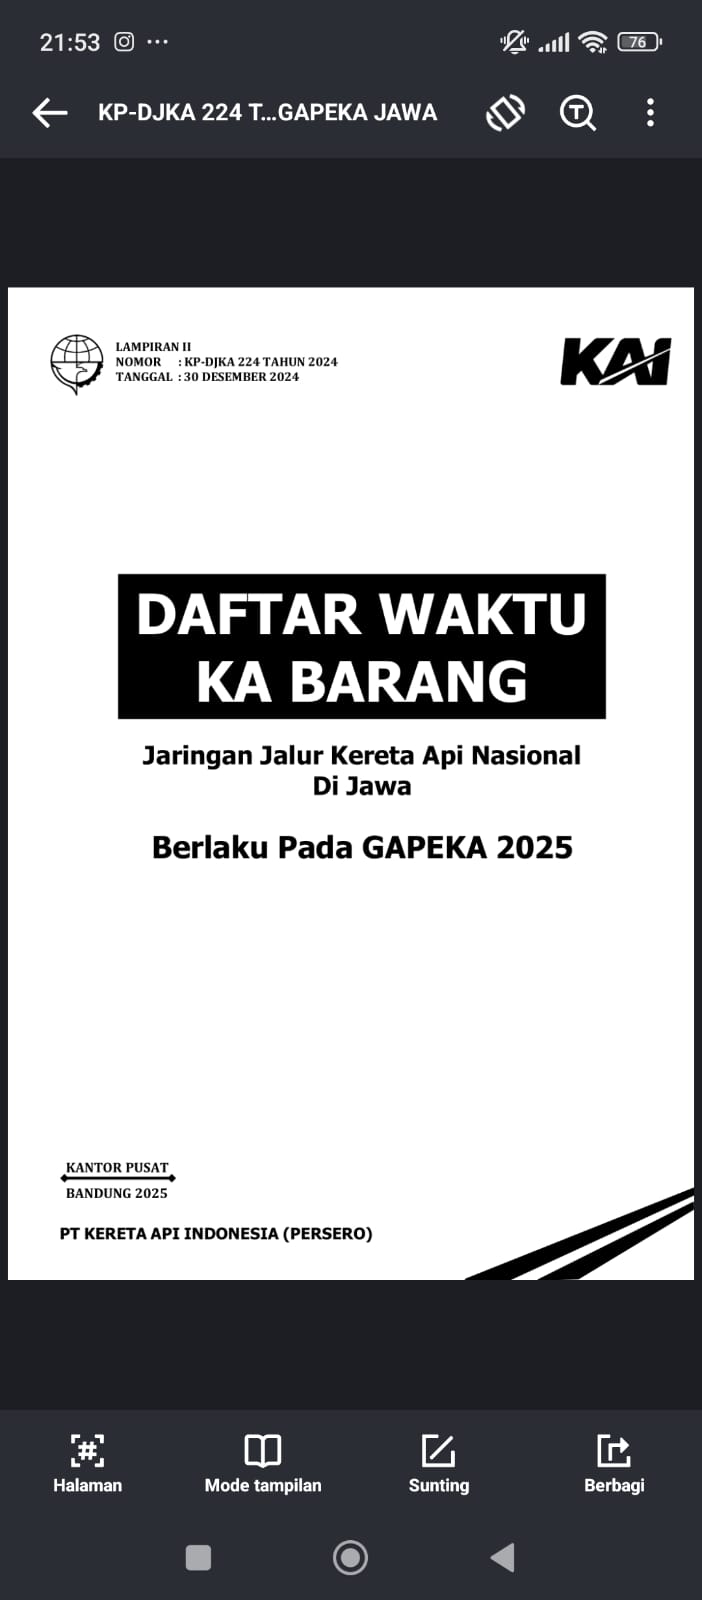 21:53
76
KP-DJKA 224 T...GAPEKA JAWA
LAMPIRAN II
NOMOR : KP-DJKA 224 TAHUN 2024
TANGGAL : 30 DESEMBER 2024
KAI
DAFTAR WAKTU
KA BARANG
Jaringan Jalur Kereta Api Nasional
Di Jawa
Berlaku Pada GAPEKA 2025
KANTOR PUSAT
BANDUNG 2025
PT KERETA API INDONESIA (PERSERO)
Halaman
Mode tampilan
Sunting
Berbagi